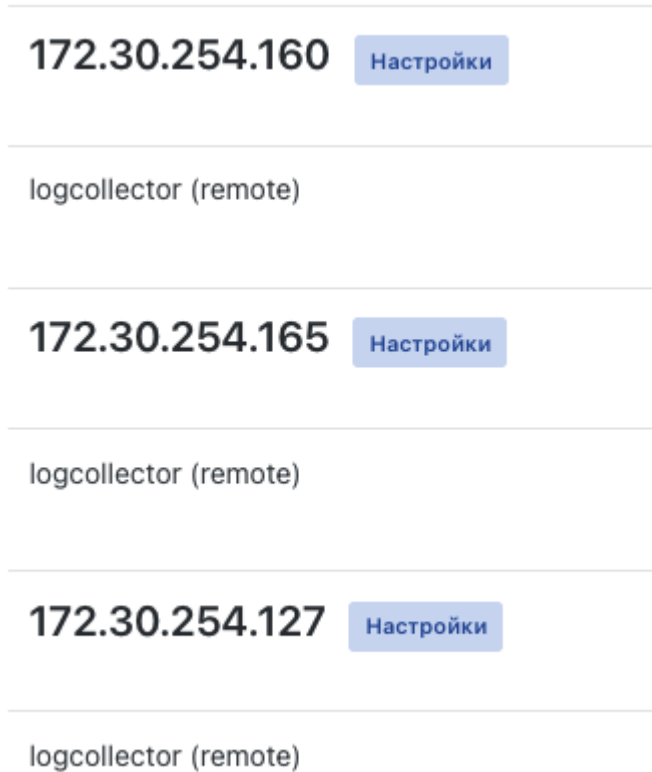 172.30.254.160 Настройки
logcollector (remote)
172.30.254.165 Настройки
logcollector (remote)
172.30.254.127 Настройки
logcollector (remote)